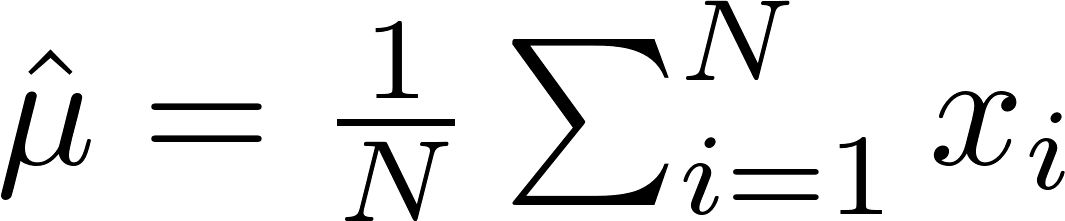 μ̂ = 1/N ∑_{i=1}^{N} x_i